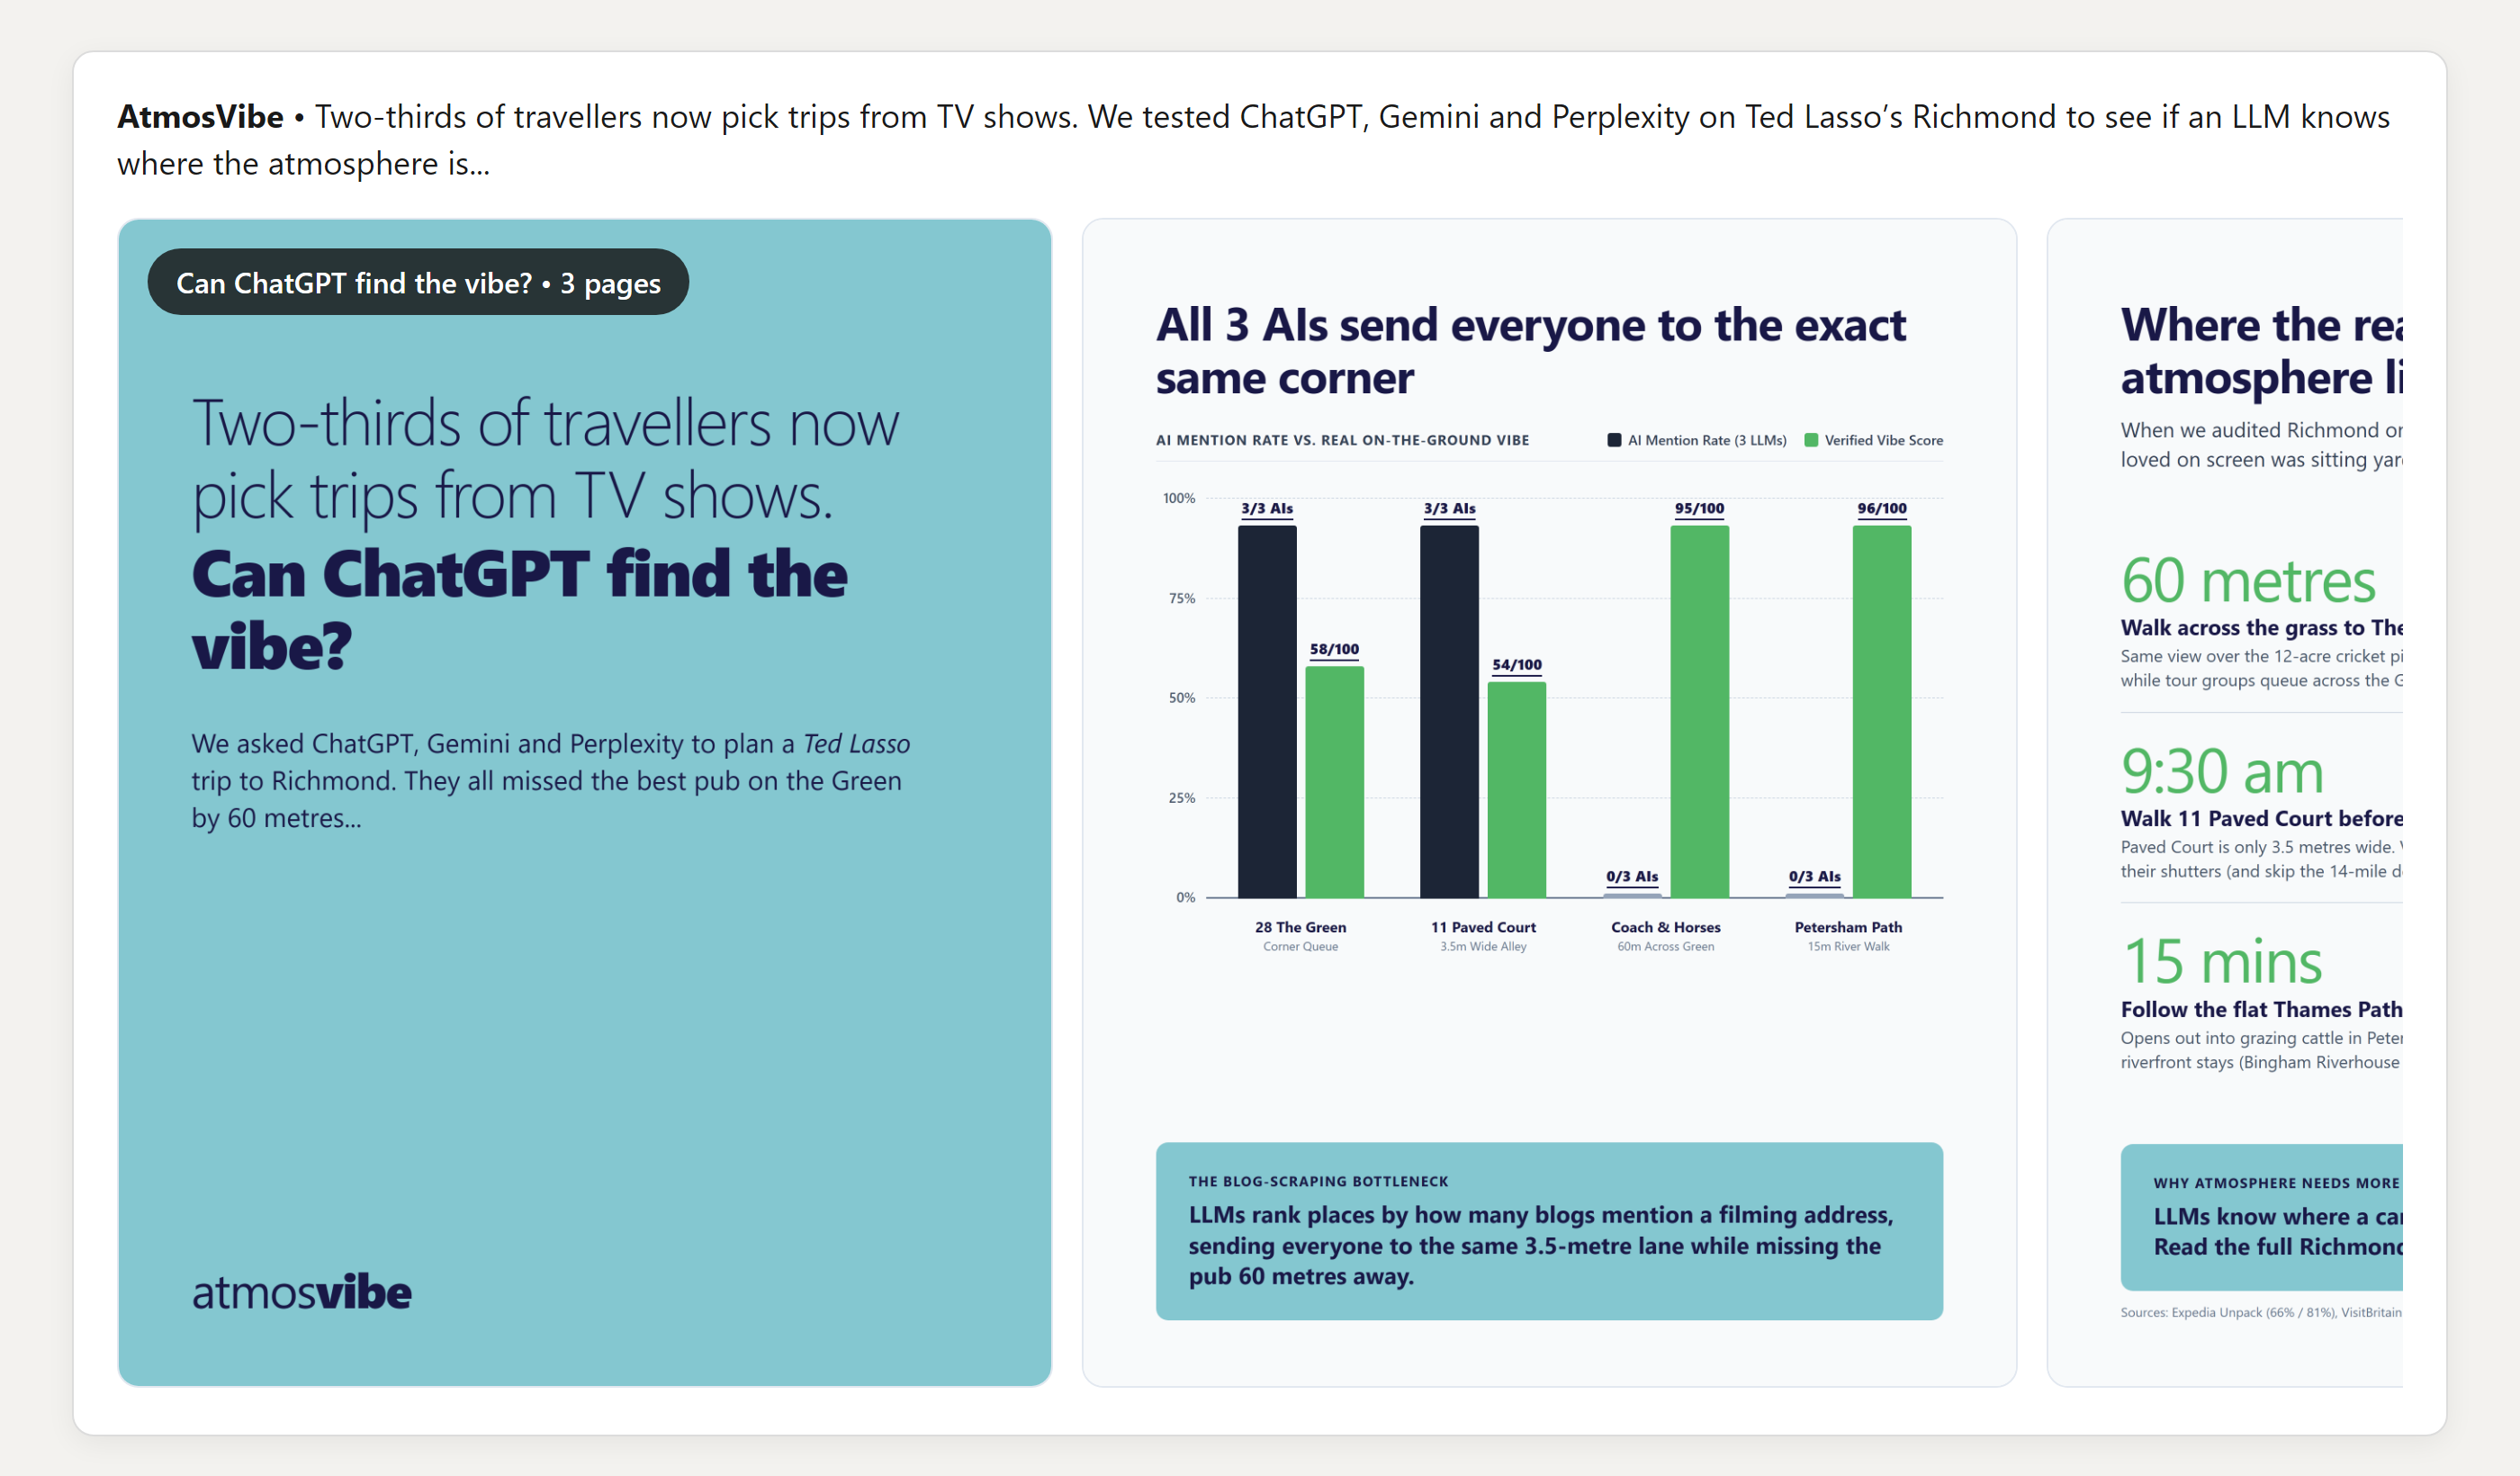 AtmosVibe • Two-thirds of travellers now pick trips from TV shows. We tested ChatGPT, Gemini and Perplexity on Ted Lasso’s Richmond to see if an LLM knows
where the atmosphere is...
Can ChatGPT find the vibe? • 3 pages
Two-thirds of travellers now
pick trips from TV shows.
Can ChatGPT find the
vibe?
We asked ChatGPT, Gemini and Perplexity to plan a Ted Lasso
trip to Richmond. They all missed the best pub on the Green
by 60 metres...
atmosvibe
All 3 AIs send everyone to the exact
same corner
AI MENTION RATE VS. REAL ON-THE-GROUND VIBE
AI Mention Rate (3 LLMs)
Verified Vibe Score
100%
75%
50%
25%
0%
3/3 AIs
58/100
3/3 AIs
54/100
0/3 AIs
95/100
0/3 AIs
96/100
28 The Green
Corner Queue
11 Paved Court
3.5m Wide Alley
Coach & Horses
60m Across Green
Petersham Path
15m River Walk
THE BLOG-SCRAPING BOTTLENECK
LLMs rank places by how many blogs mention a filming address,
sending everyone to the same 3.5-metre lane while missing the
pub 60 metres away.
Where the
atmosphere
When we audited Richmond
loved on screen was sitting
60 metres
Walk across the grass to
Same view over the 12-acre cricket
while tour groups queue across the
9:30 am
Walk 11 Paved Court before
Paved Court is only 3.5 metres wide.
their shutters (and skip the 14-mile
15 mins
Follow the flat Thames Path
Opens out into grazing cattle in
riverfront stays (Bingham Riverhouse
WHY ATMOSPHERE NEEDS MORE
LLMs know where a
Read the full
Sources: Expedia Unpack (66% / 81%), VisitBritain